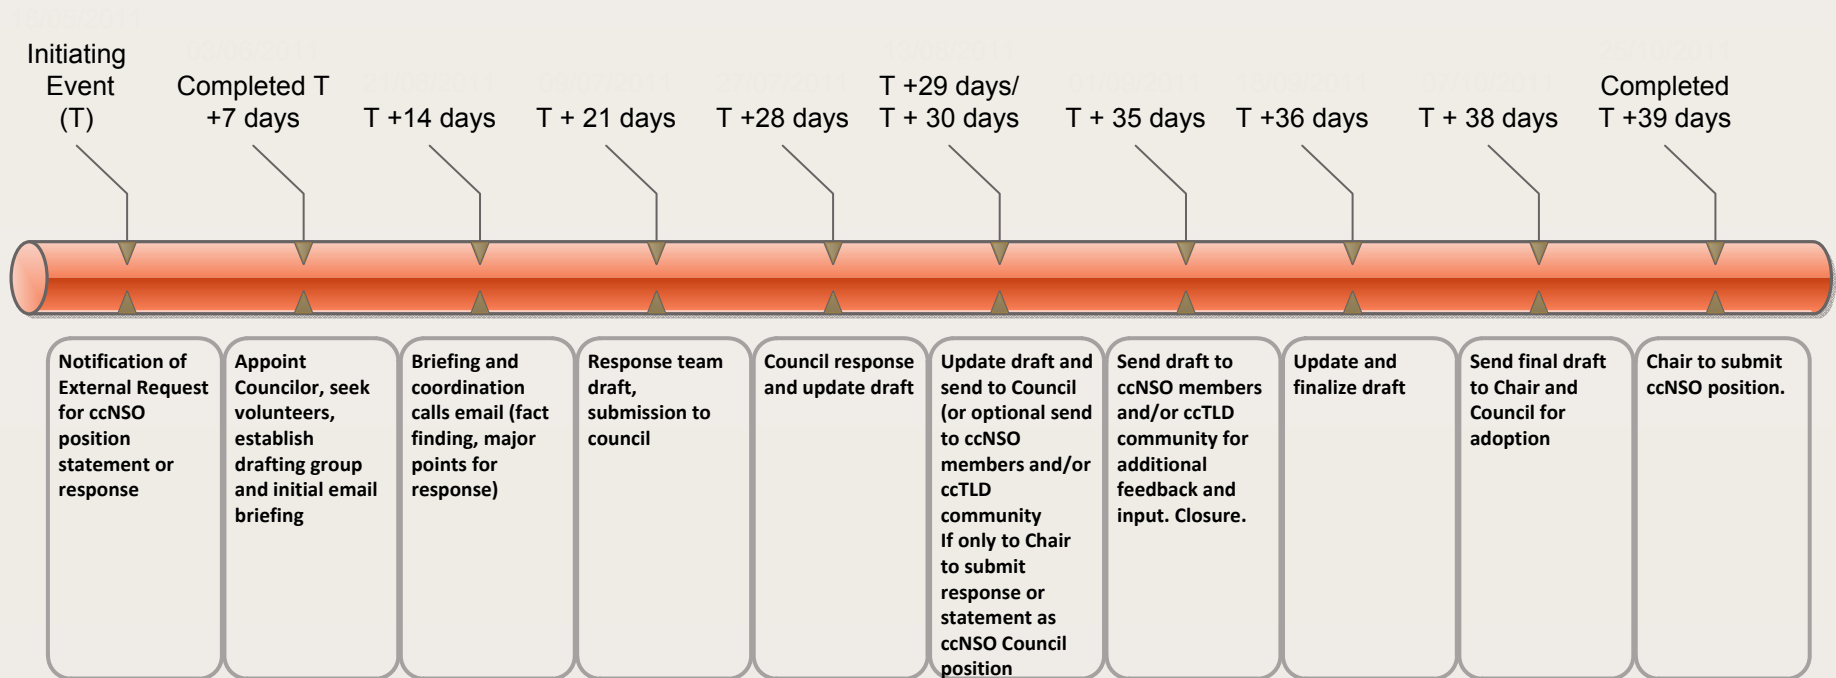 Initiating
Event
(T)
Completed T
+7 days
T +14 days
T + 21 days
T +28 days
T +29 days/
T + 30 days
T + 35 days
T +36 days
T + 38 days
Completed
T +39 days
Notification of
External Request
for ccNSO
position
statement or
response
Appoint
Councilor, seek
volunteers,
establish
drafting group
and initial email
briefing
Briefing and
coordination
calls email (fact
finding, major
points for
response)
Response team
draft,
submission to
council
Council response
and update draft
Update draft and
send to Council
(or optional send
to ccNSO
members and/or
ccTLD
community
If only to Chair
to submit
response or
statement as
ccNSO Council
position
Send draft to
ccNSO members
and/or ccTLD
community for
additional
feedback and
input. Closure.
Update and
finalize draft
Send final draft
to Chair and
Council for
adoption
Chair to submit
ccNSO position.